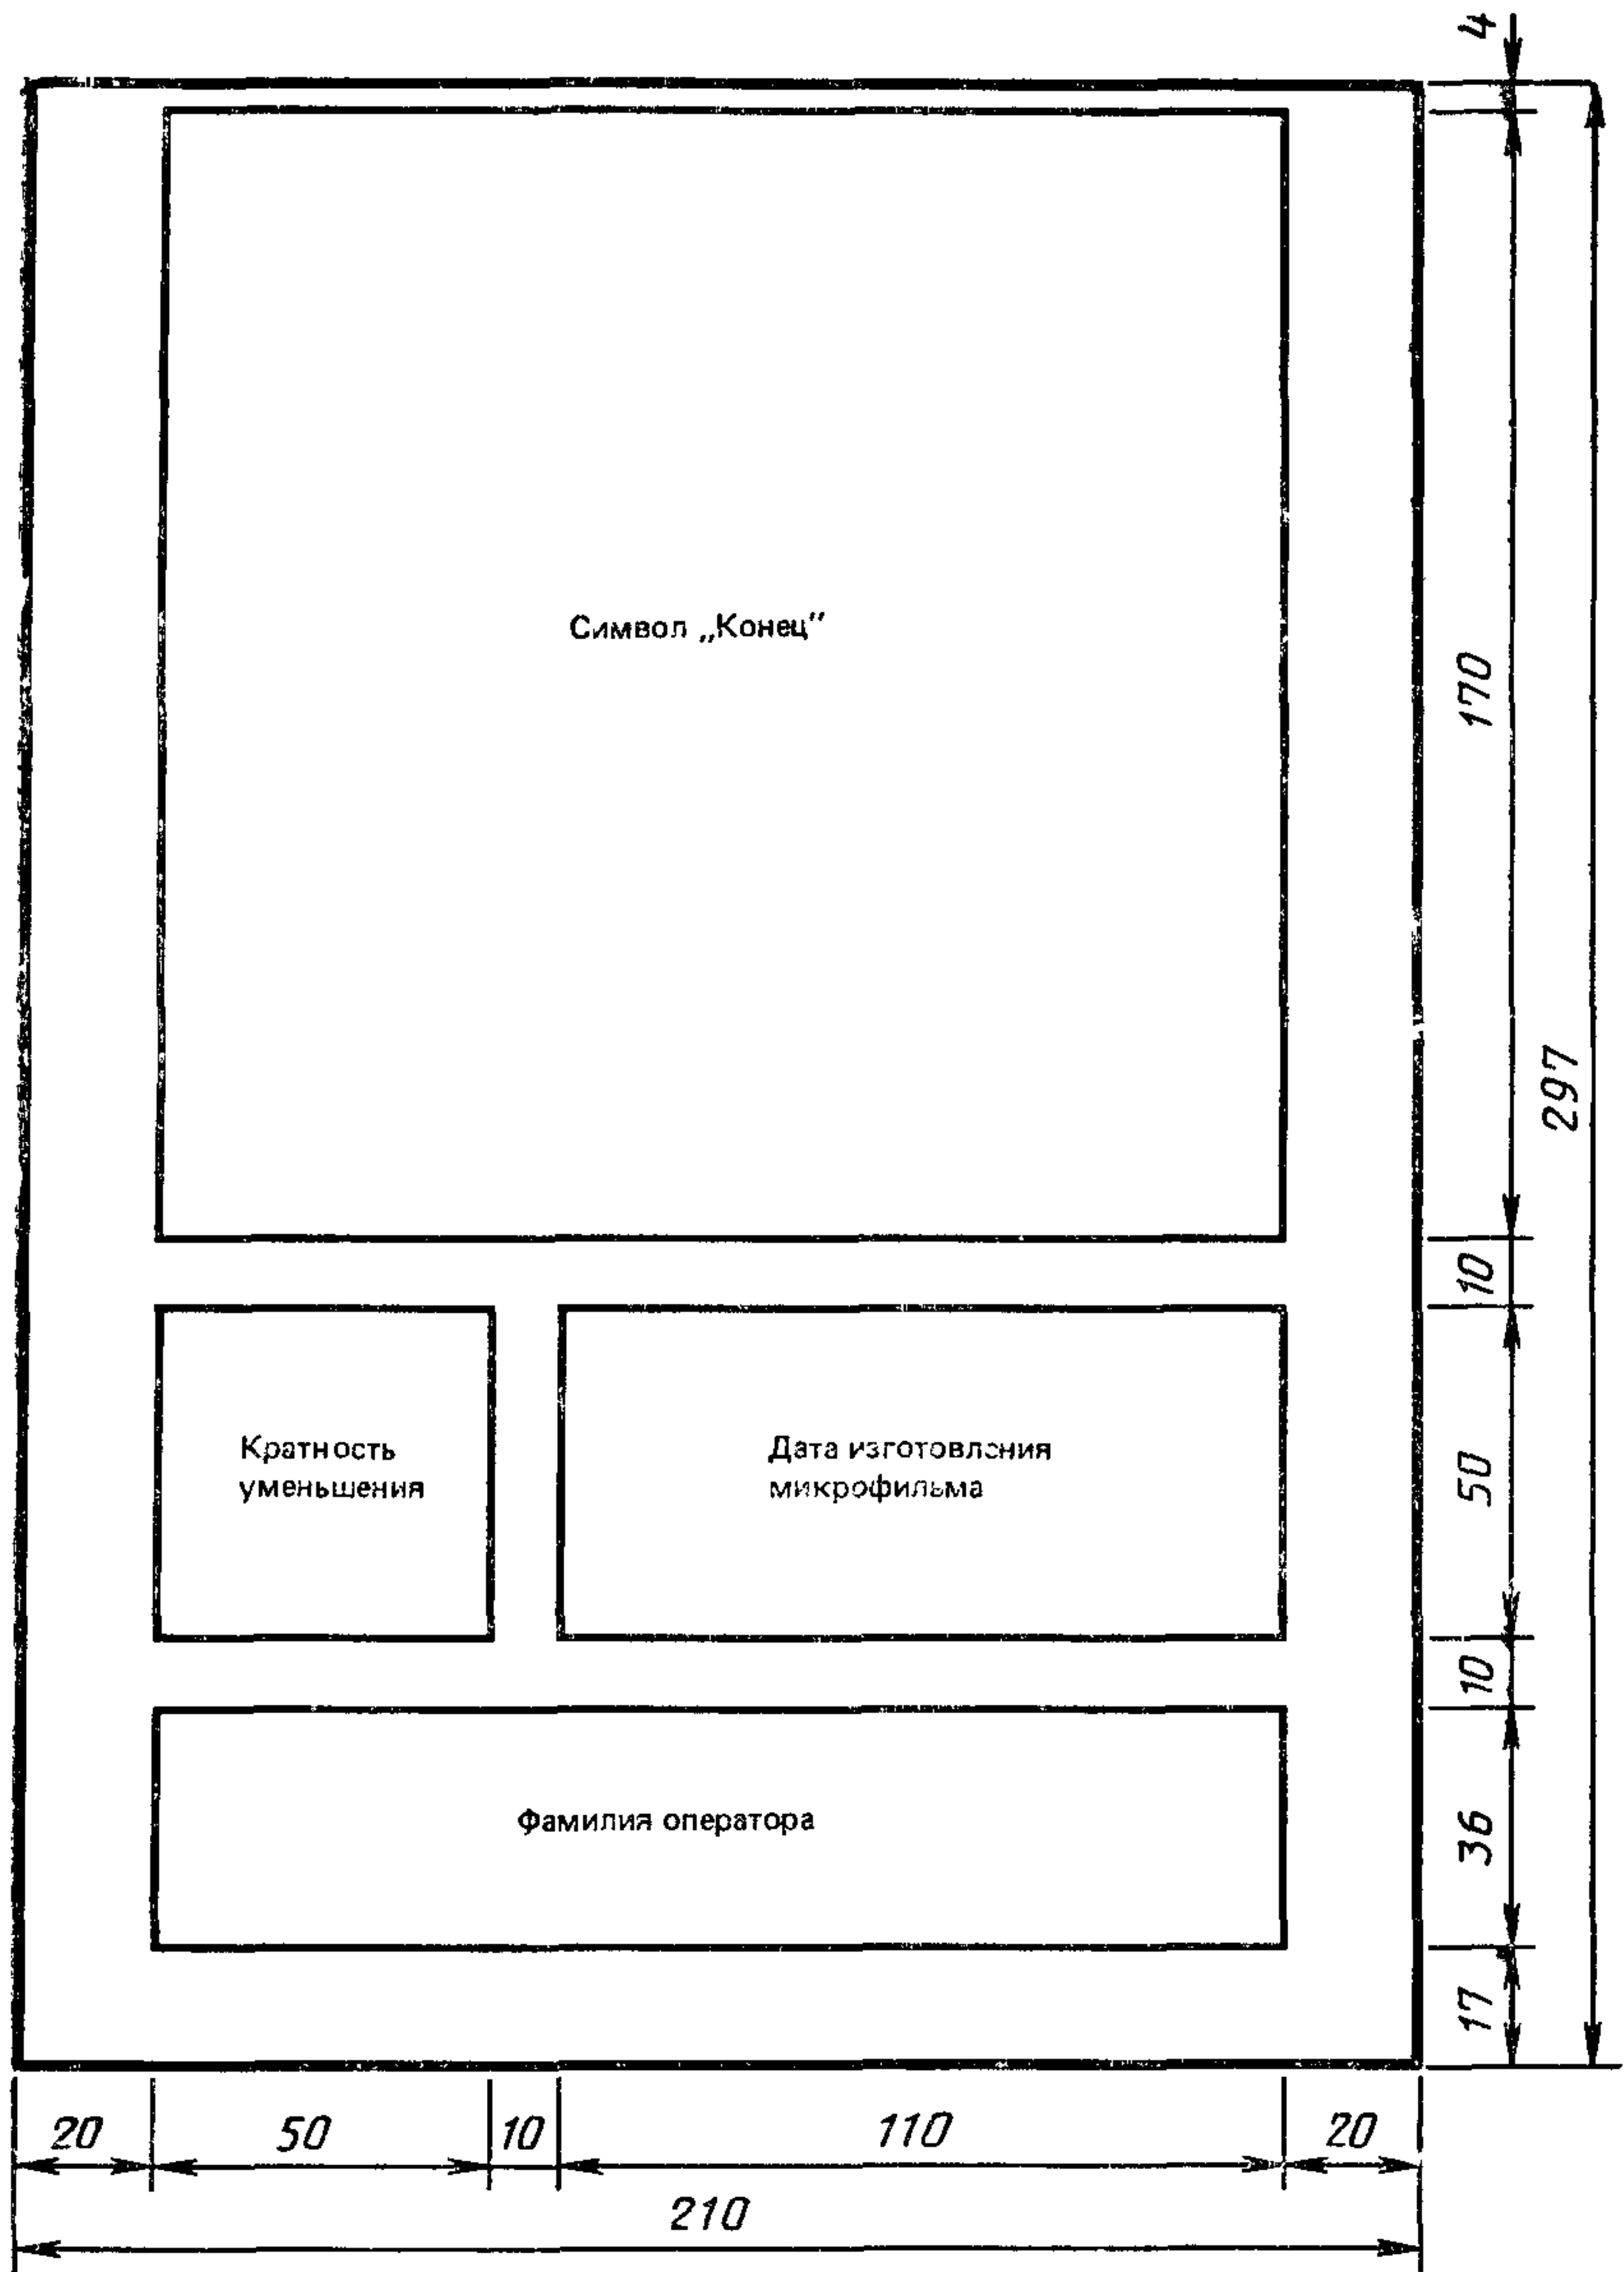 4
Символ „Конец"
170
297
10
Кратность
уменьшения
Дата изготовления
микрофильма
50
10
Фамилия оператора
36
17
20
50
10
110
20
210